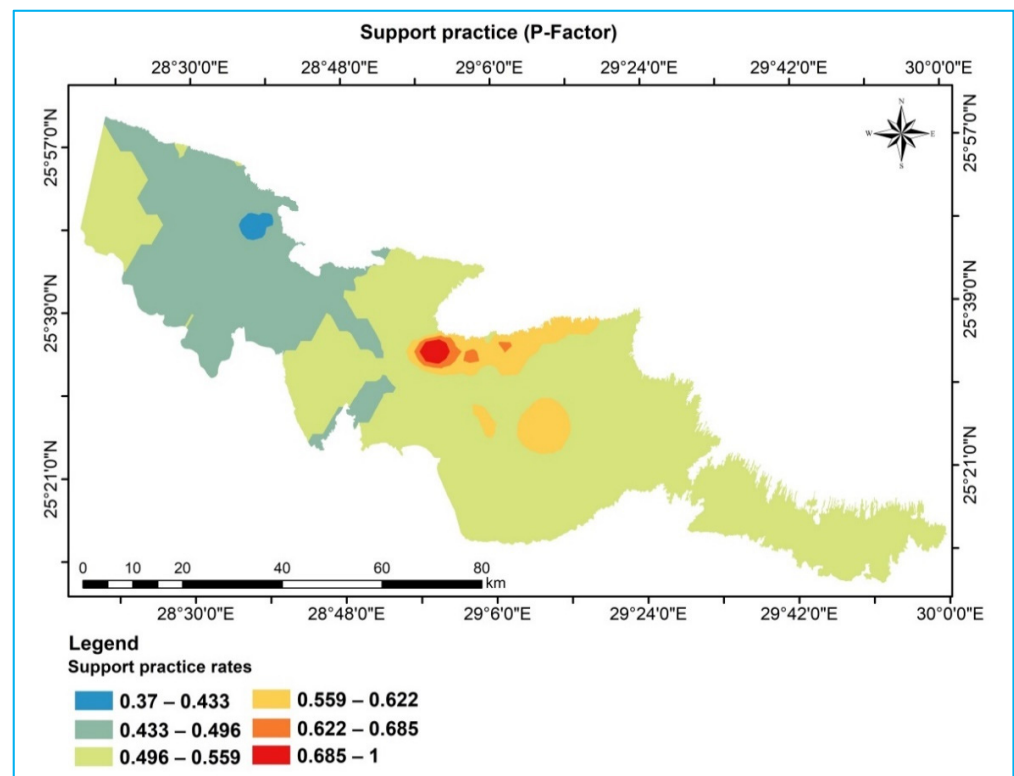 Support practice (P-Factor)
28°30'0"E 28°48'0"E 29°6'0"E 29°24'0"E 29°42'0"E 30°0'0"E
N
W E
S
25°57'0"N 25°57'0"N
25°39'0"N 25°39'0"N
25°21'0"N 25°21'0"N
0 10 20 40 60 80
km
28°30'0"E 28°48'0"E 29°6'0"E 29°24'0"E 29°42'0"E 30°0'0"E
Legend
Support practice rates
0.37 – 0.433 0.559 – 0.622
0.433 – 0.496 0.622 – 0.685
0.496 – 0.559 0.685 – 1